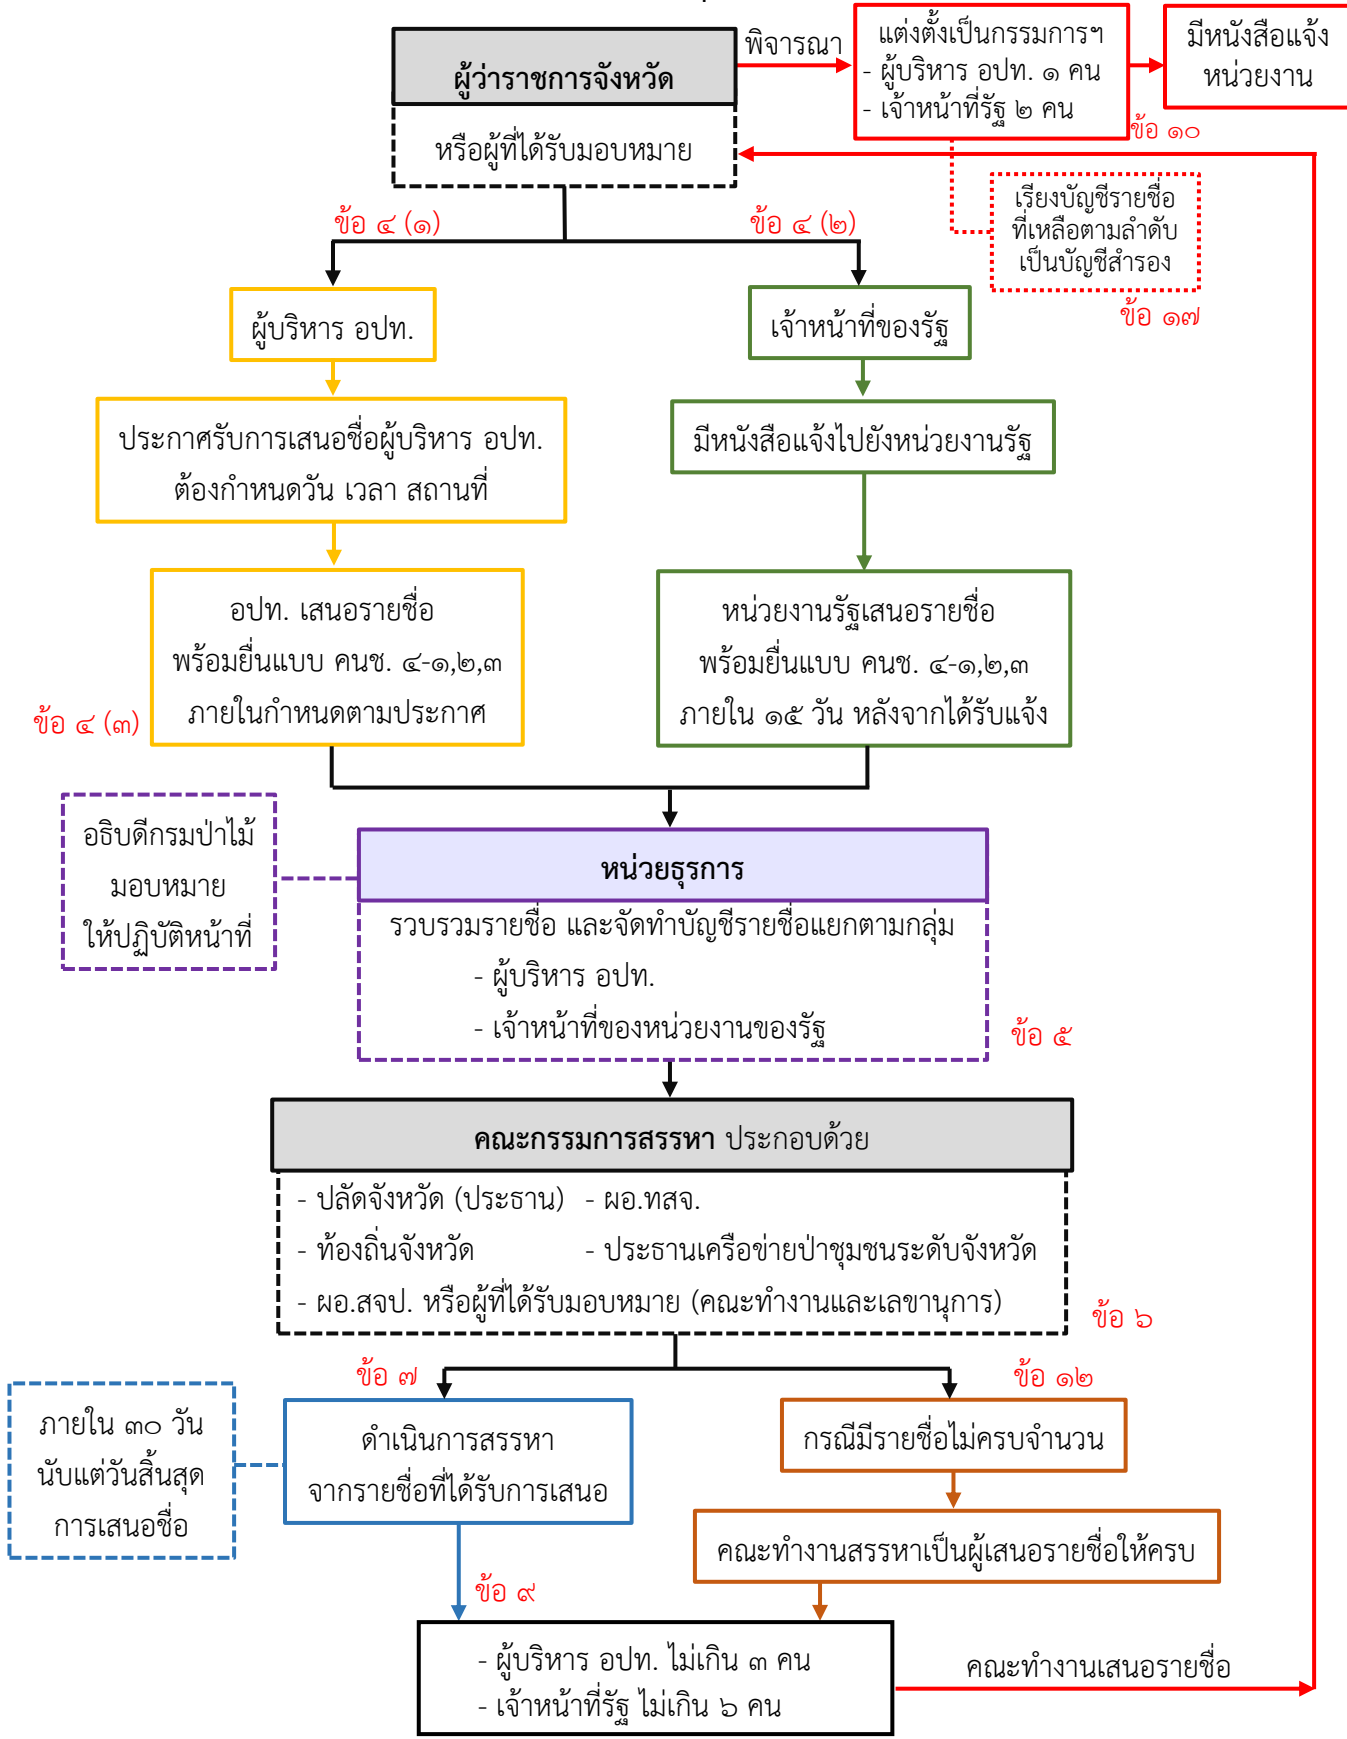 ผู้ว่าราชการจังหวัด
หรือผู้ที่ได้รับมอบหมาย
พิจารณา
แต่งตั้งเป็นกรรมการฯ
- ผู้บริหาร อปท. ๑ คน
- เจ้าหน้าที่รัฐ ๒ คน
มีหนังสือแจ้ง
หน่วยงาน
ข้อ ๑๐
เรียงบัญชีรายชื่อ
ที่เหลือตามลำดับ
เป็นบัญชีสำรอง
ข้อ ๑๗
ข้อ ๔ (๑)
ข้อ ๔ (๒)
ผู้บริหาร อปท.
เจ้าหน้าที่ของรัฐ
ประกาศรับการเสนอชื่อผู้บริหาร อปท.
ต้องกำหนดวัน เวลา สถานที่
มีหนังสือแจ้งไปยังหน่วยงานรัฐ
อปท. เสนอรายชื่อ
พร้อมยื่นแบบ คนช. ๔-๑,๒,๓
ภายในกำหนดตามประกาศ
ข้อ ๔ (๓)
หน่วยงานรัฐเสนอรายชื่อ
พร้อมยื่นแบบ คนช. ๔-๑,๒,๓
ภายใน ๑๕ วัน หลังจากได้รับแจ้ง
อธิบดีกรมป่าไม้
มอบหมาย
ให้ปฏิบัติหน้าที่
หน่วยธุรการ
รวบรวมรายชื่อ และจัดทำบัญชีรายชื่อแยกตามกลุ่ม
- ผู้บริหาร อปท.
- เจ้าหน้าที่ของหน่วยงานของรัฐ
ข้อ ๕
คณะกรรมการสรรหา ประกอบด้วย
- ปลัดจังหวัด (ประธาน) - ผอ.ทสจ.
- ท้องถิ่นจังหวัด - ประธานเครือข่ายป่าชุมชนระดับจังหวัด
- ผอ.สจป. หรือผู้ที่ได้รับมอบหมาย (คณะทำงานและเลขานุการ)
ข้อ ๖
ข้อ ๗
ข้อ ๑๒
ภายใน ๓๐ วัน
นับแต่วันสิ้นสุด
การเสนอชื่อ
ดำเนินการสรรหา
จากรายชื่อที่ได้รับการเสนอ
กรณีมีรายชื่อไม่ครบจำนวน
คณะทำงานสรรหาเป็นผู้เสนอรายชื่อให้ครบ
ข้อ ๙
- ผู้บริหาร อปท. ไม่เกิน ๓ คน
- เจ้าหน้าที่รัฐ ไม่เกิน ๖ คน
คณะทำงานเสนอรายชื่อ